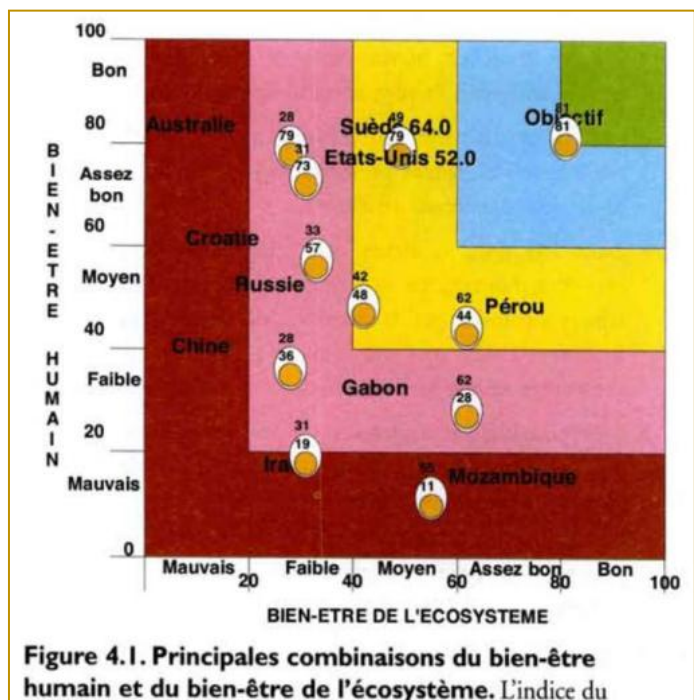 100
Bon
80
Assez
bon
60
Moyen
40
Faible
20
Mauvais
0
BIEN-ETRE HUMAIN
Australie
28
79
31
73
Suède 64.0
49
79
Etats-Unis 52.0
Objectif
81
81
Croatie
33
57
Russie
42
48
62
44
Pérou
Chine
28
36
Gabon
62
28
31
19
Mozambique
11
Mauvais
20
Faible
40
Moyen
60
Assez bon
80
Bon
100
BIEN-ETRE DE L'ECOSYSTEME
Figure 4.1. Principales combinaisons du bien-être
humain et du bien-être de l'écosystème. L'indice du